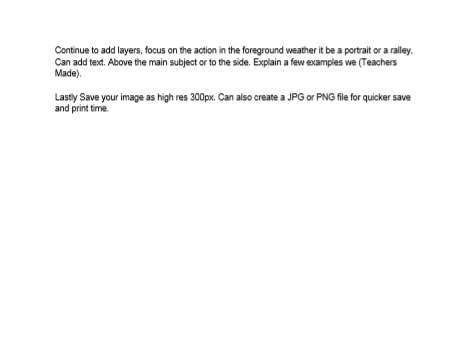 Continue to add layers, focus on the action in the foreground weather it be a portrait or a ralley.
Can add text. Above the main subject or to the side. Explain a few examples we (Teachers
Made).
Lastly Save your image as high res 300px. Can also create a JPG or PNG file for quicker save
and print time.